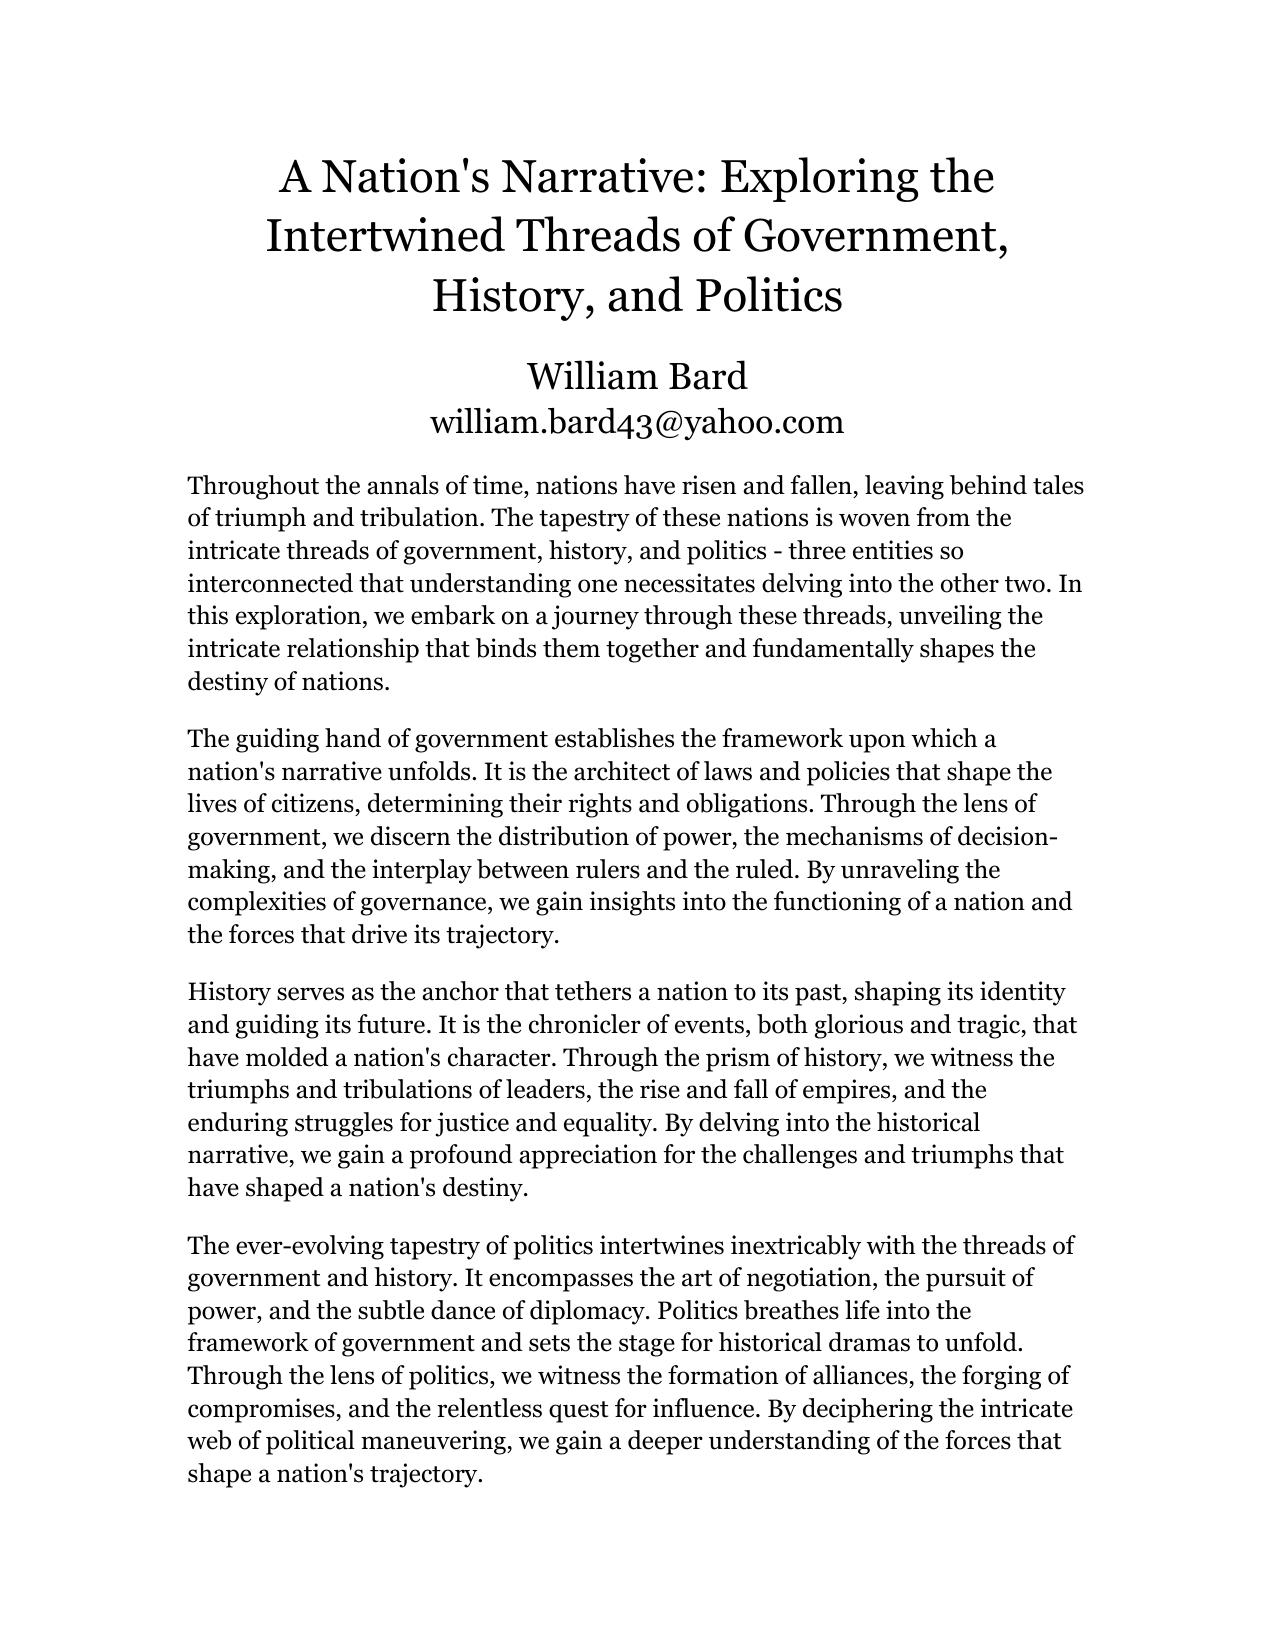 A Nation's Narrative: Exploring the
Intertwined Threads of Government,
History, and Politics
William Bard
william.bard43@yahoo.com
Throughout the annals of time, nations have risen and fallen, leaving behind tales
of triumph and tribulation. The tapestry of these nations is woven from the
intricate threads of government, history, and politics - three entities so
interconnected that understanding one necessitates delving into the other two. In
this exploration, we embark on a journey through these threads, unveiling the
intricate relationship that binds them together and fundamentally shapes the
destiny of nations.
The guiding hand of government establishes the framework upon which a
nation's narrative unfolds. It is the architect of laws and policies that shape the
lives of citizens, determining their rights and obligations. Through the lens of
government, we discern the distribution of power, the mechanisms of decision-
making, and the interplay between rulers and the ruled. By unraveling the
complexities of governance, we gain insights into the functioning of a nation and
the forces that drive its trajectory.
History serves as the anchor that tethers a nation to its past, shaping its identity
and guiding its future. It is the chronicler of events, both glorious and tragic, that
have molded a nation's character. Through the prism of history, we witness the
triumphs and tribulations of leaders, the rise and fall of empires, and the
enduring struggles for justice and equality. By delving into the historical
narrative, we gain a profound appreciation for the challenges and triumphs that
have shaped a nation's destiny.
The ever-evolving tapestry of politics intertwines inextricably with the threads of
government and history. It encompasses the art of negotiation, the pursuit of
power, and the subtle dance of diplomacy. Politics breathes life into the
framework of government and sets the stage for historical dramas to unfold.
Through the lens of politics, we witness the formation of alliances, the forging of
compromises, and the relentless quest for influence. By deciphering the intricate
web of political maneuvering, we gain a deeper understanding of the forces that
shape a nation's trajectory.